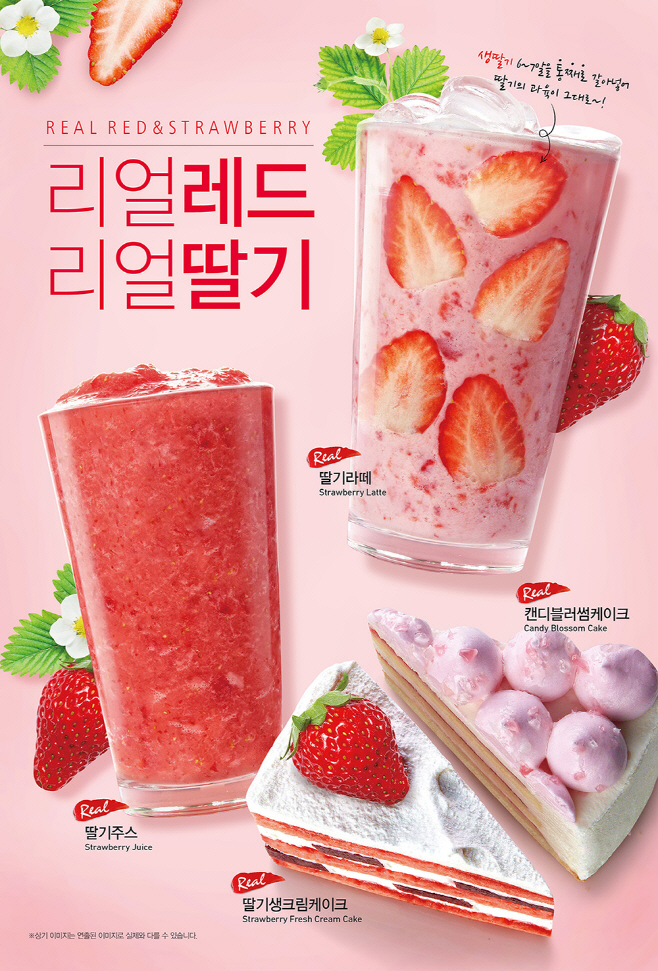 REAL RED&STRAWBERRY
리얼레드
리얼딸기
생딸기 6~7알을 통째로 갈아넣어
딸기의 과육이 그대로~!
Real
딸기라떼
Strawberry Latte
Real
캔디블러썸케이크
Candy Blossom Cake
Real
딸기주스
Strawberry Juice
Real
딸기생크림케이크
Strawberry Fresh Cream Cake
※상기 이미지는 연출된 이미지로 실제와 다를 수 있습니다.